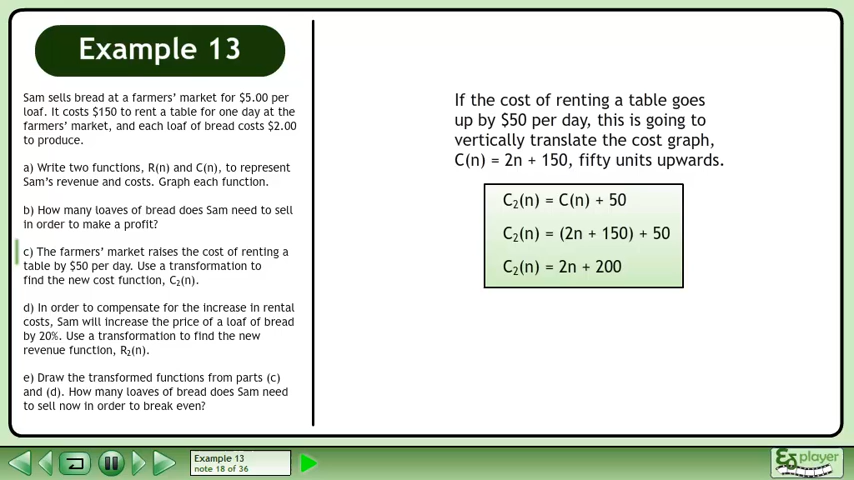 Example 13
Sam sells bread at a farmers’ market for $5.00 per
loaf. It costs $150 to rent a table for one day at the
farmers’ market, and each loaf of bread costs $2.00
to produce.
a) Write two functions, R(n) and C(n), to represent
Sam’s revenue and costs. Graph each function.
b) How many loaves of bread does Sam need to sell
in order to make a profit?
c) The farmers’ market raises the cost of renting a
table by $50 per day. Use a transformation to
find the new cost function, C₂(n).
d) In order to compensate for the increase in rental
costs, Sam will increase the price of a loaf of bread
by 20%. Use a transformation to find the new
revenue function, R₂(n).
e) Draw the transformed functions from parts (c)
and (d). How many loaves of bread does Sam need
to sell now in order to break even?
If the cost of renting a table goes
up by $50 per day, this is going to
vertically translate the cost graph,
C(n) = 2n + 150, fifty units upwards.
C₂(n) = C(n) + 50
C₂(n) = (2n + 150) + 50
C₂(n) = 2n + 200
Example 13
note 18 of 36
player